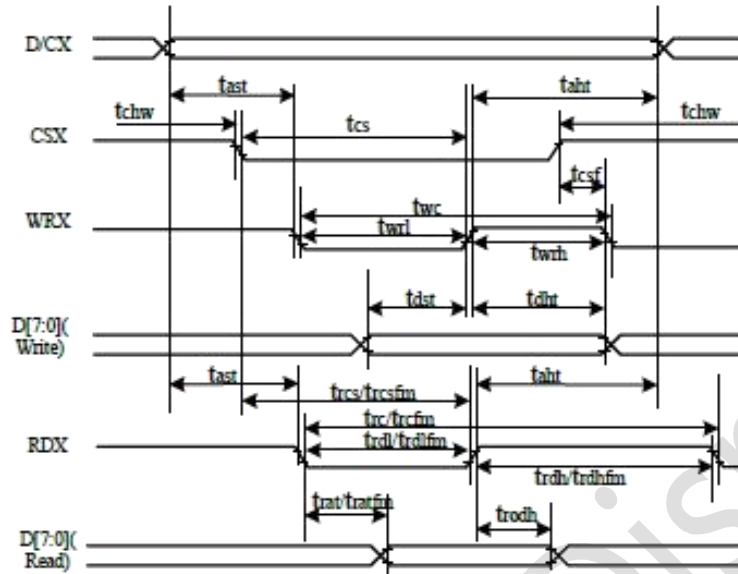 D/CX
tast
taht
tchw
tchw
CSX
tcs
tcsf
WRX
twc
twrl
twrh
tdst
tdht
D[7:0](
Write)
tast
taht
trcs/trcsfm
trc/trcfm
RDX
trdl/trdlfm
trdh/trdhfm
trat/tratfm
trodh
D[7:0](
Read)